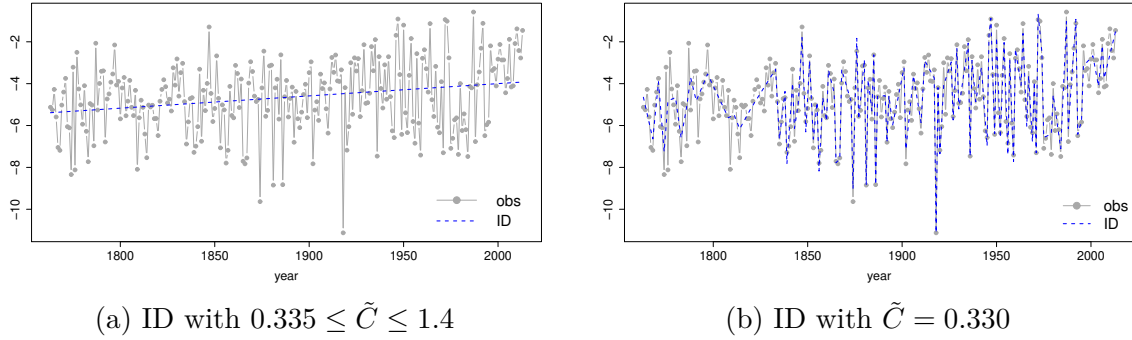 −2
−4
−6
−8
−10
1800 1850 1900 1950 2000
year
obs
ID
(a) ID with 0.335 ≤ C̃ ≤ 1.4
−2
−4
−6
−8
−10
1800 1850 1900 1950 2000
year
obs
ID
(b) ID with C̃ = 0.330